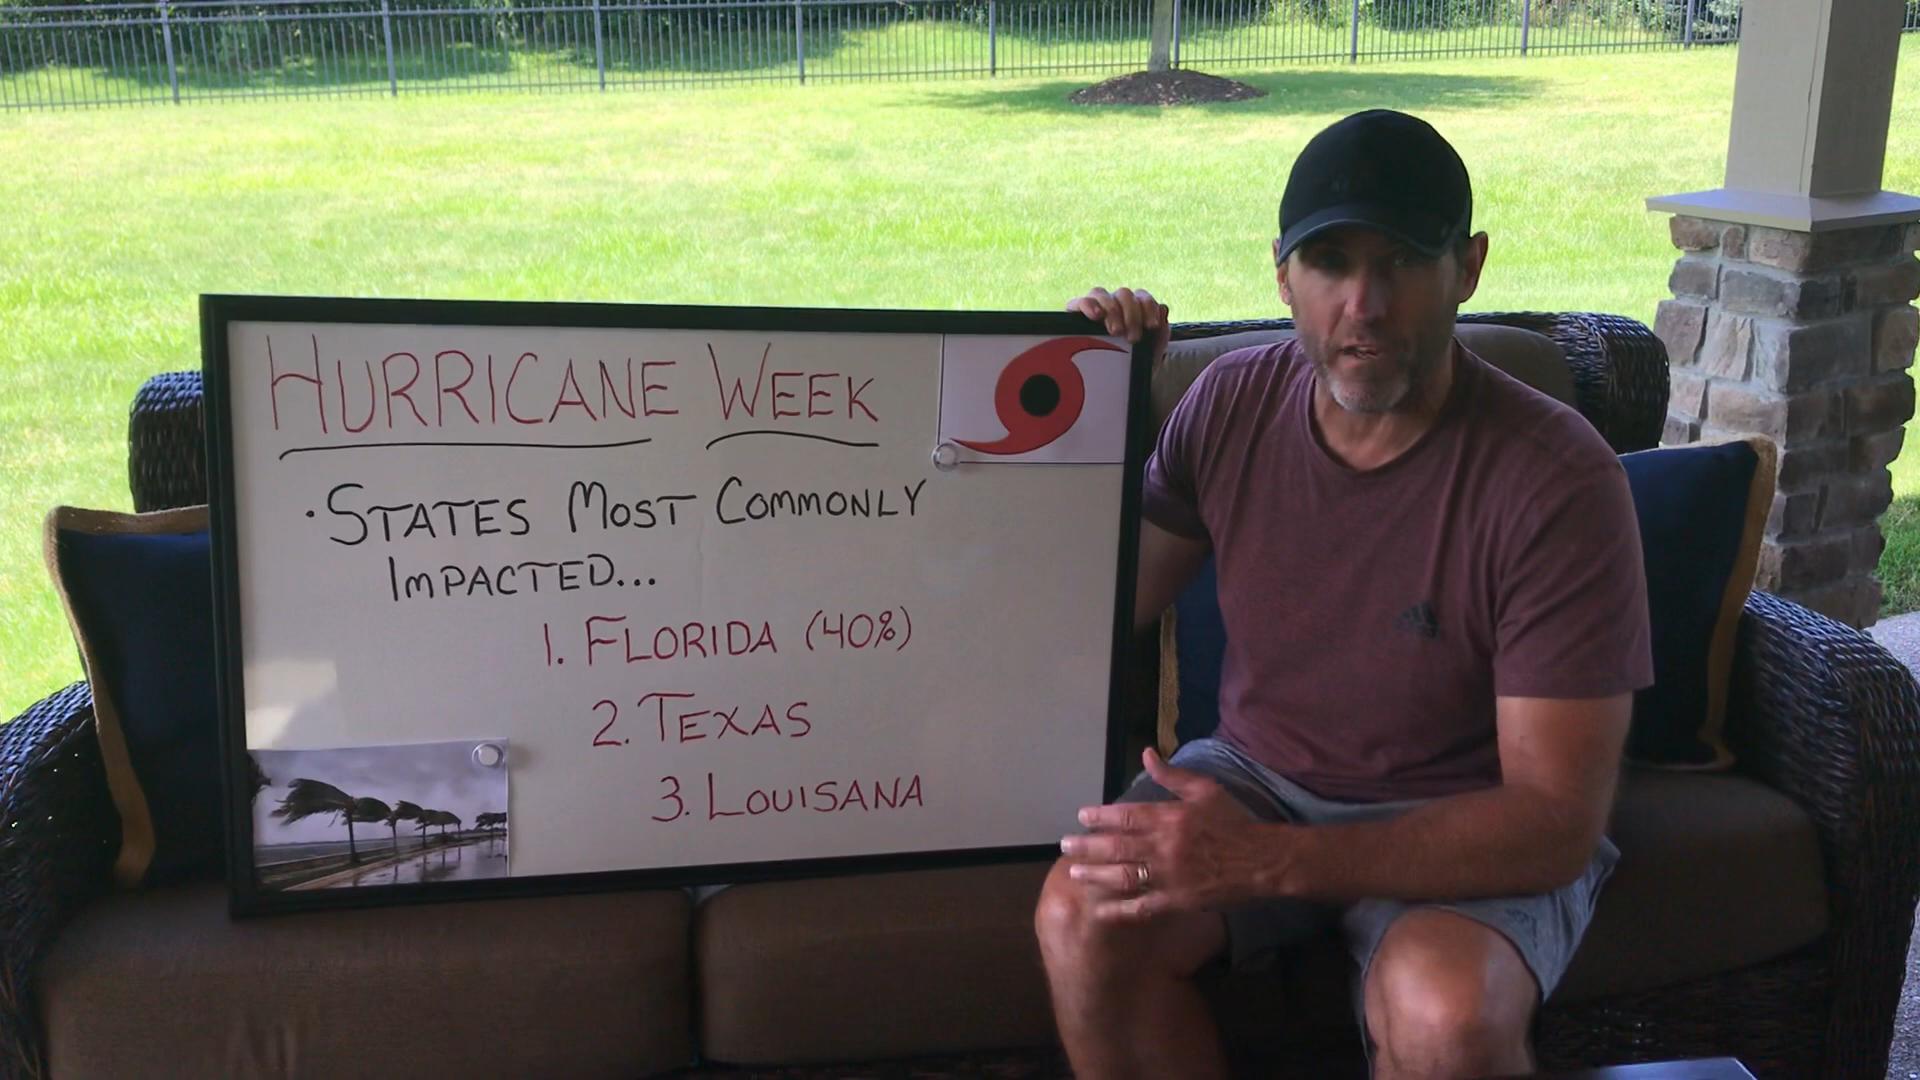 HURRICANE WEEK
• STATES MOST COMMONLY
IMPACTED...
1. FLORIDA (40%)
2. TEXAS
3. LOUISANA